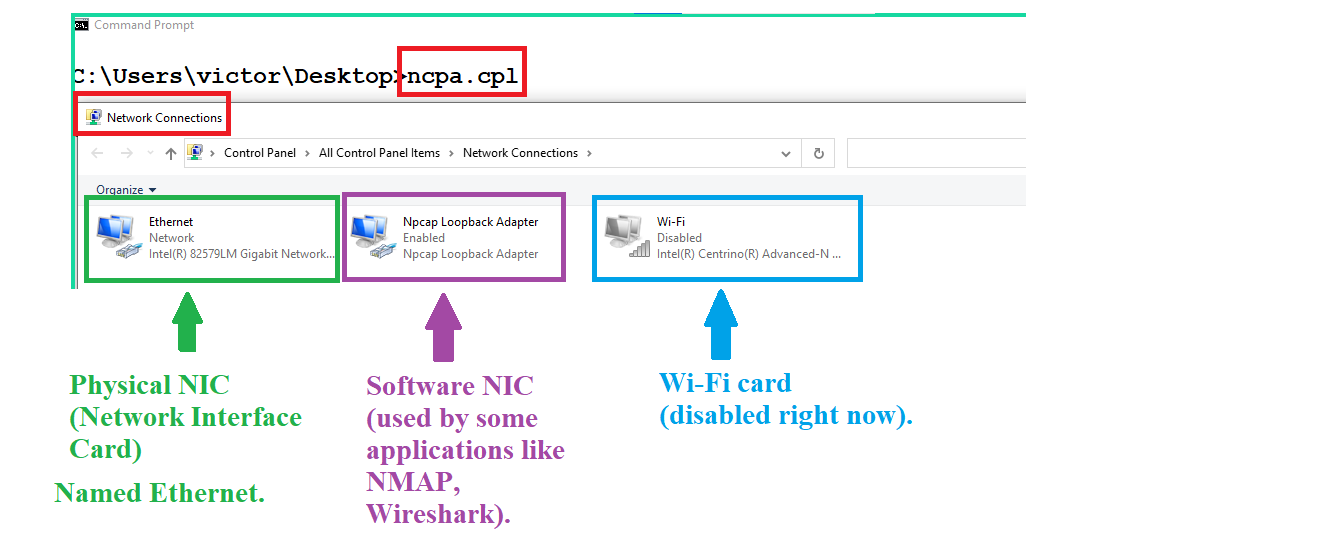 Command Prompt
C:\Users\victor\Desktop>ncpa.cpl
Network Connections
Control Panel > All Control Panel Items > Network Connections >
Organize
Ethernet
Network
Intel(R) 82579LM Gigabit Network...
Npcap Loopback Adapter
Enabled
Npcap Loopback Adapter
Wi-Fi
Disabled
Intel(R) Centrino(R) Advanced-N ...
Physical NIC
(Network Interface
Card)
Named Ethernet.
Software NIC
(used by some
applications like
NMAP,
Wireshark).
Wi-Fi card
(disabled right now).